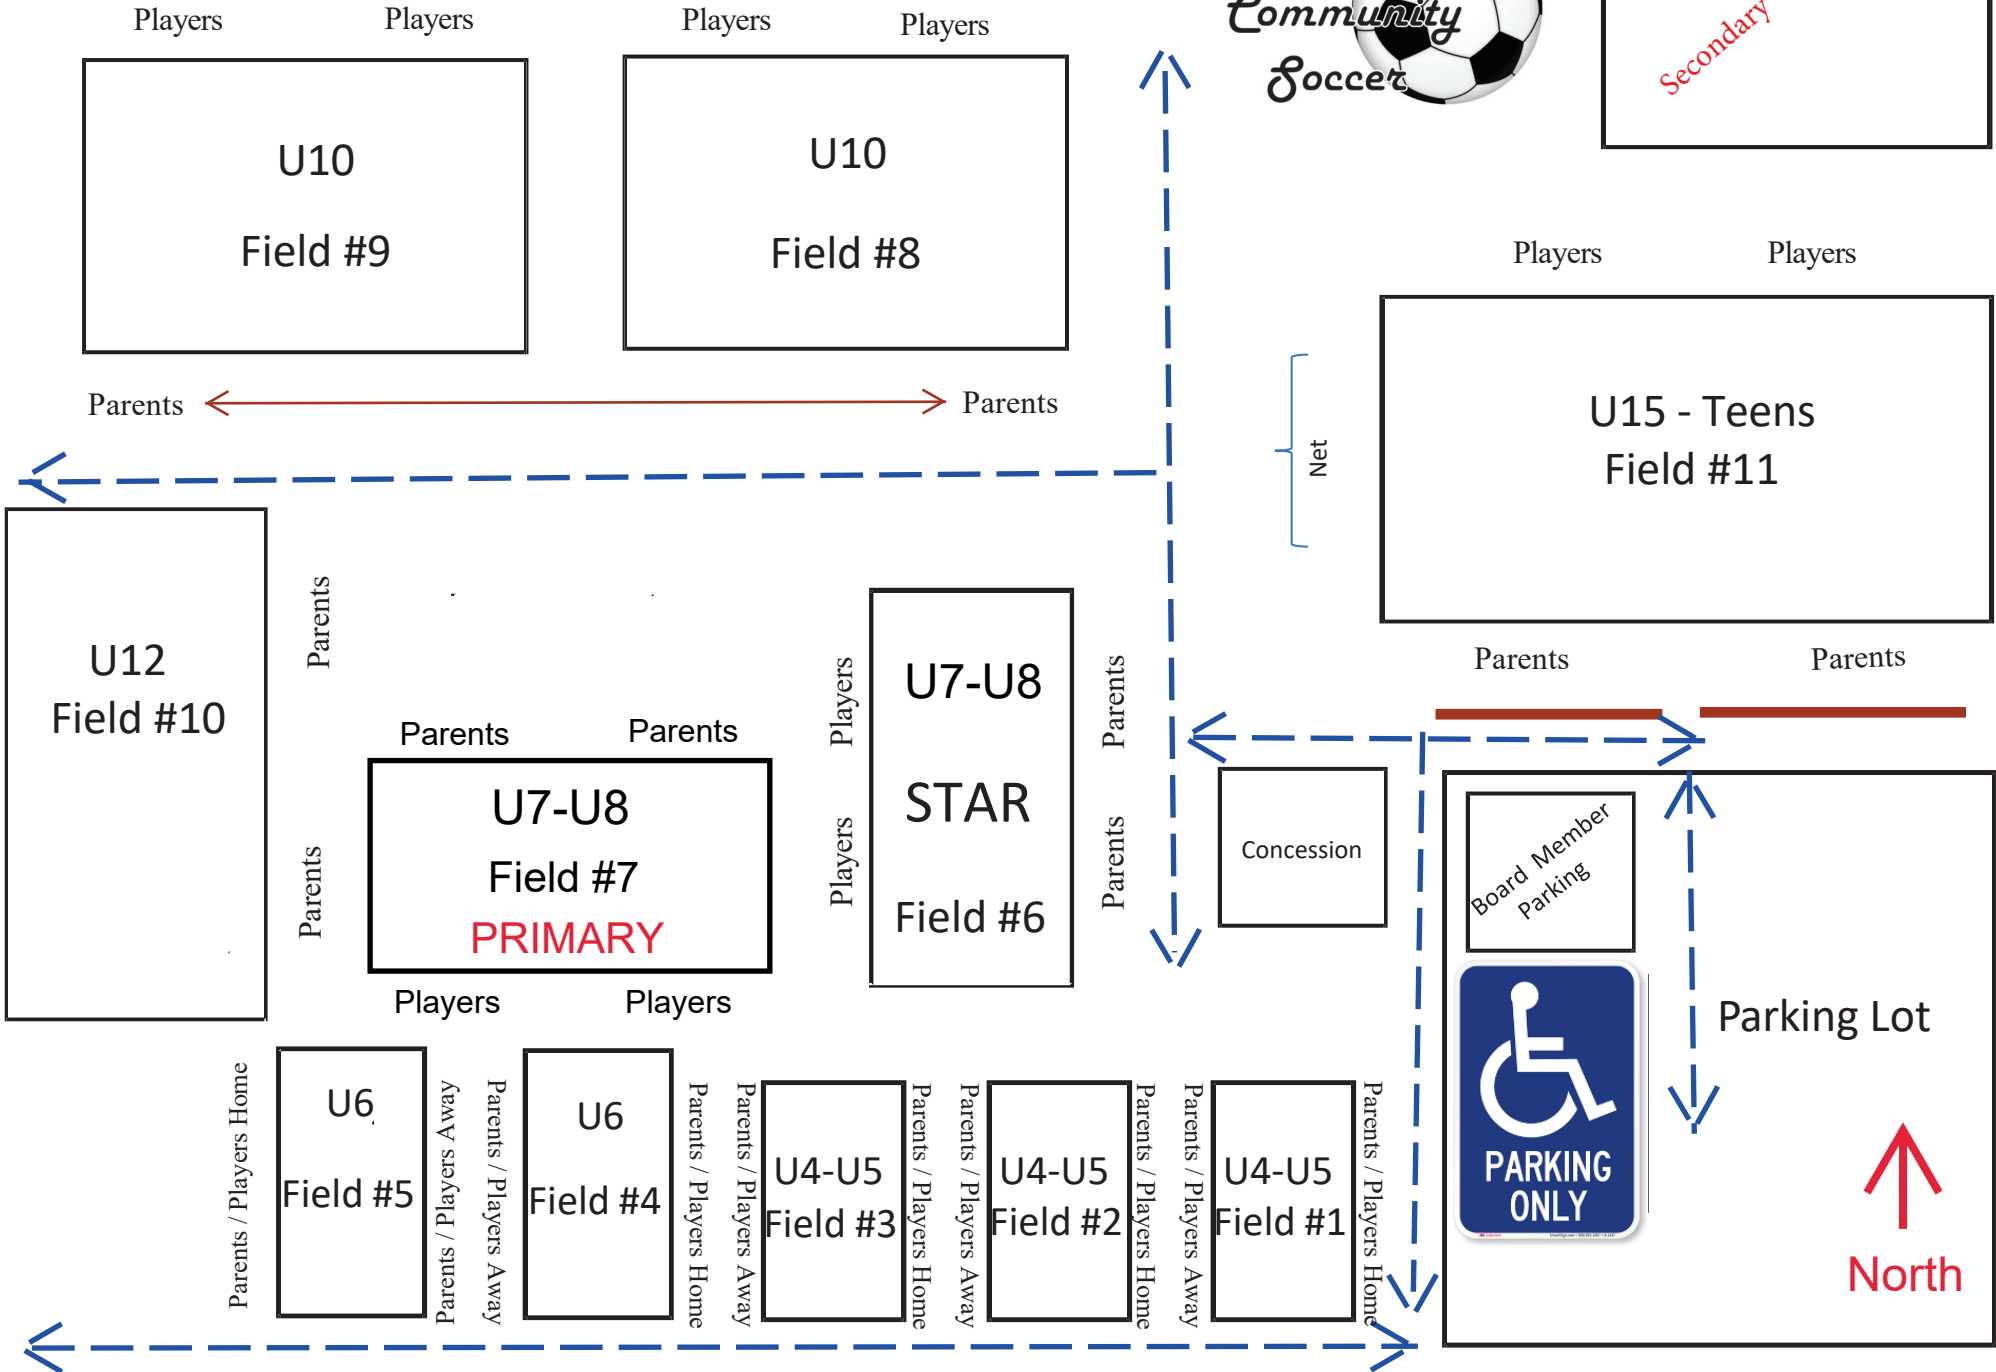 Players
Players
Players
Players
Community
Soccer
Secondary
U10
Field #9
U10
Field #8
Players
Players
Parents
Parents
Net
U15 - Teens
Field #11
Parents
Parents
U12
Field #10
Parents
Parents
Parents
Parents
U7-U8
Field #7
PRIMARY
Players
Players
Players
Players
U7-U8
STAR
Field #6
Parents
Parents
Concession
Board Member
Parking
Parking Lot
PARKING
ONLY
North
Parents / Players Home
U6
Field #5
Parents / Players Away
Parents / Players Away
U6
Field #4
Parents / Players Home
Parents / Players Away
U4-U5
Field #3
Parents / Players Home
Parents / Players Away
U4-U5
Field #2
Parents / Players Home
Parents / Players Away
U4-U5
Field #1
Parents / Players Home